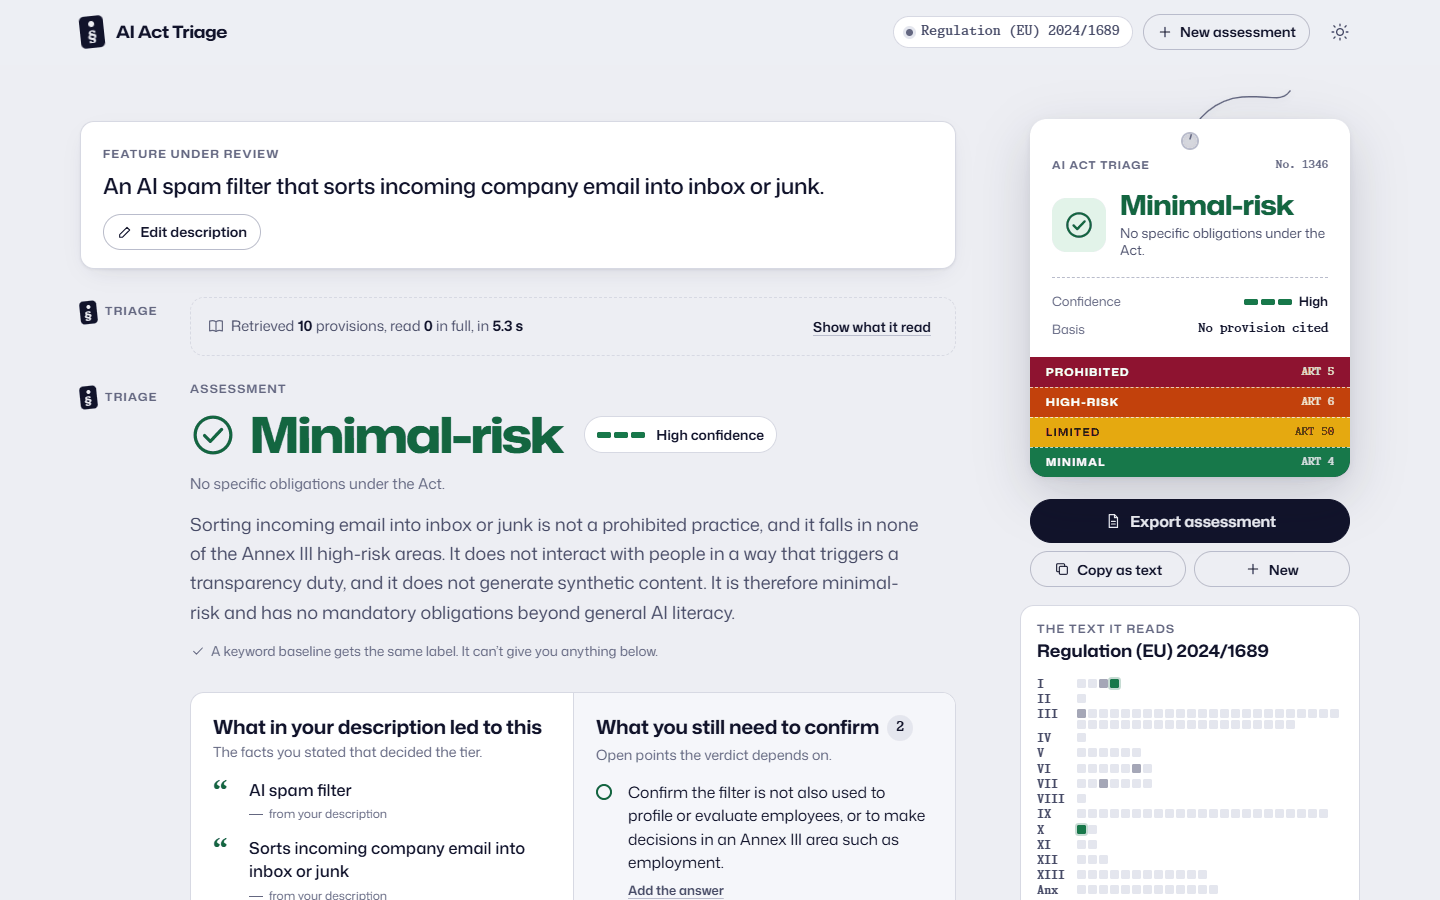 AI Act Triage
Regulation (EU) 2024/1689
New assessment
FEATURE UNDER REVIEW
An AI spam filter that sorts incoming company email into inbox or junk.
Edit description
TRIAGE
Retrieved 10 provisions, read 0 in full, in 5.3 s
Show what it read
TRIAGE
ASSESSMENT
Minimal-risk
High confidence
No specific obligations under the Act.
Sorting incoming email into inbox or junk is not a prohibited practice, and it falls in none
of the Annex III high-risk areas. It does not interact with people in a way that triggers a
transparency duty, and it does not generate synthetic content. It is therefore minimal-
risk and has no mandatory obligations beyond general AI literacy.
A keyword baseline gets the same label. It can't give you anything below.
What in your description led to this
The facts you stated that decided the tier.
“ AI spam filter
— from your description
“ Sorts incoming company email into
inbox or junk
— from your description
What you still need to confirm 2
Open points the verdict depends on.
Confirm the filter is not also used to
profile or evaluate employees, or to make
decisions in an Annex III area such as
employment.
Add the answer
AI ACT TRIAGE
No. 1346
Minimal-risk
No specific obligations under the
Act.
Confidence
High
Basis
No provision cited
PROHIBITED ART 5
HIGH-RISK ART 6
LIMITED ART 50
MINIMAL ART 4
Export assessment
Copy as text
New
THE TEXT IT READS
Regulation (EU) 2024/1689
I
II
III
IV
V
VI
VII
VIII
IX
X
XI
XII
XIII
Anx